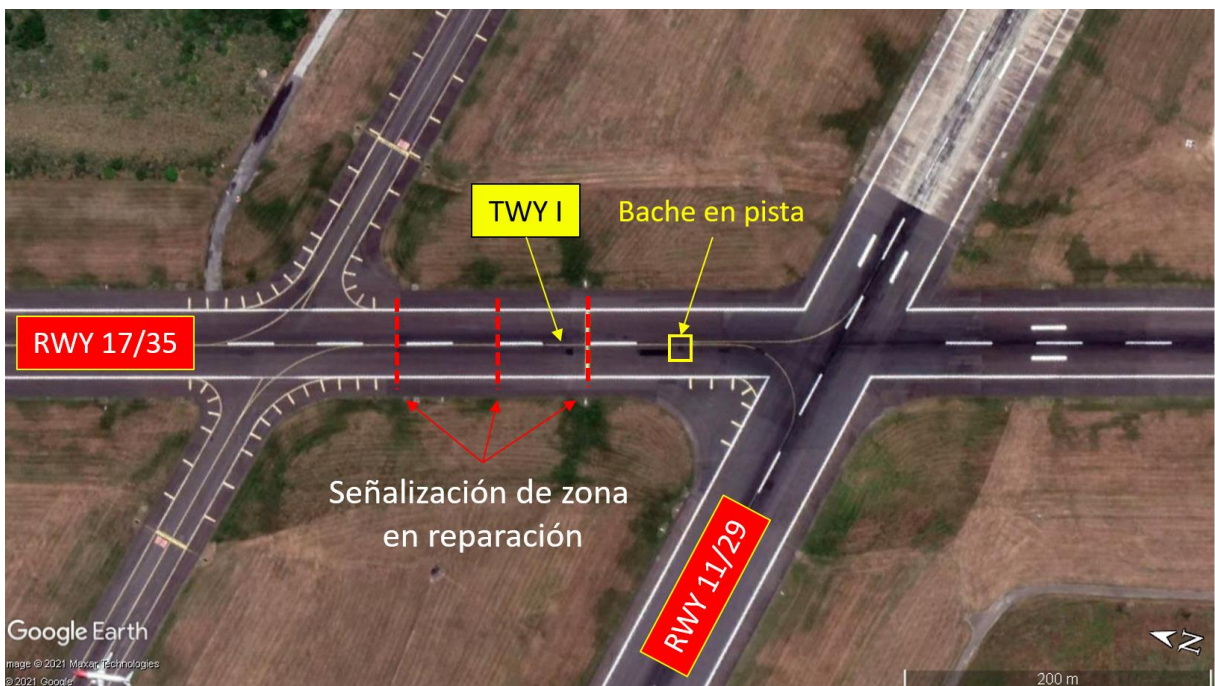 TWY I
Bache en pista
RWY 17/35
Señalización de zona
en reparación
RWY 11/29
Google Earth
mage © 2021 Maxar Technologies
© 2021 Google
N
200 m